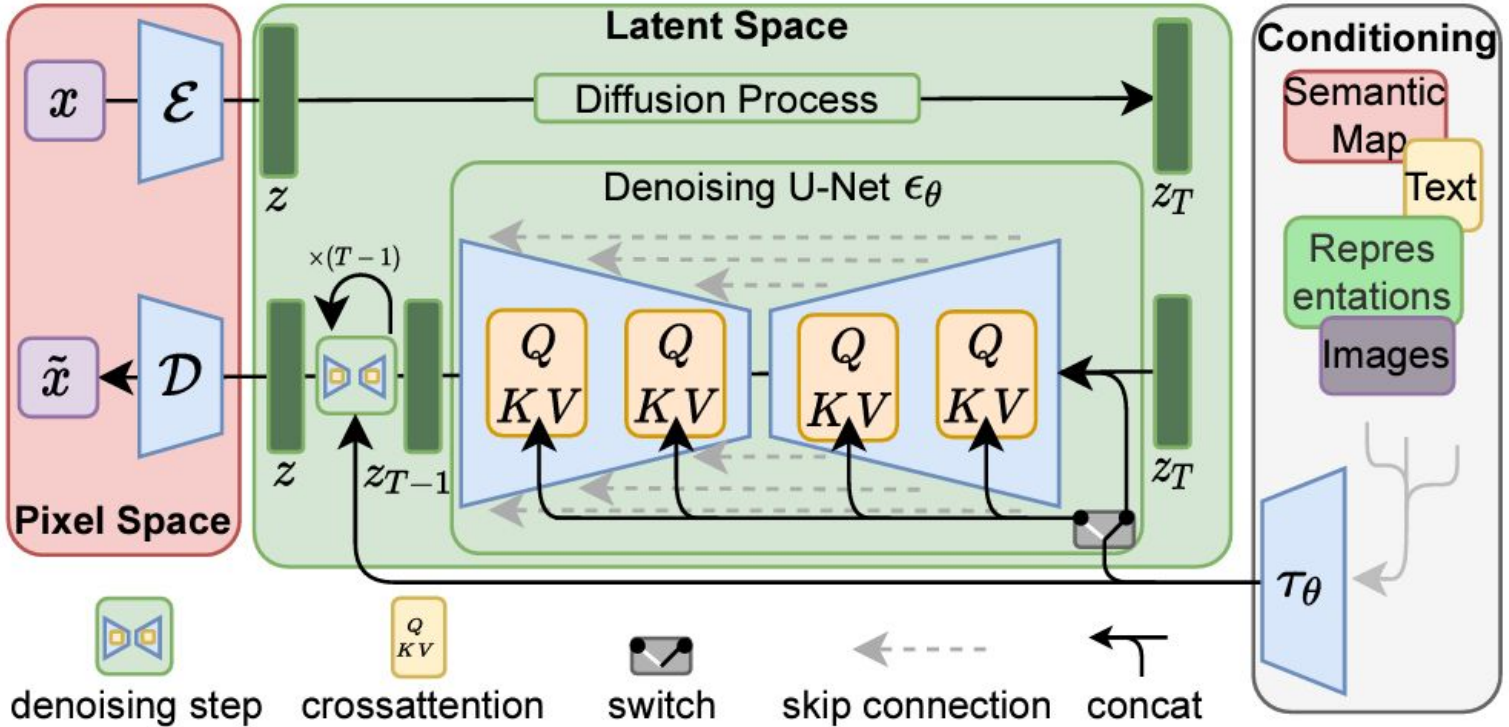 Latent Space
Conditioning
Semantic
Map
Text
Repres
entations
Images
x
ℰ
Diffusion Process
z
z_T
Denoising U-Net ϵ_θ
×(T − 1)
Q
KV
Q
KV
Q
KV
Q
KV
x̃
𝒟
z
z_{T−1}
z_T
Pixel Space
τ_θ
Q
KV
denoising step
crossattention
switch
skip connection
concat